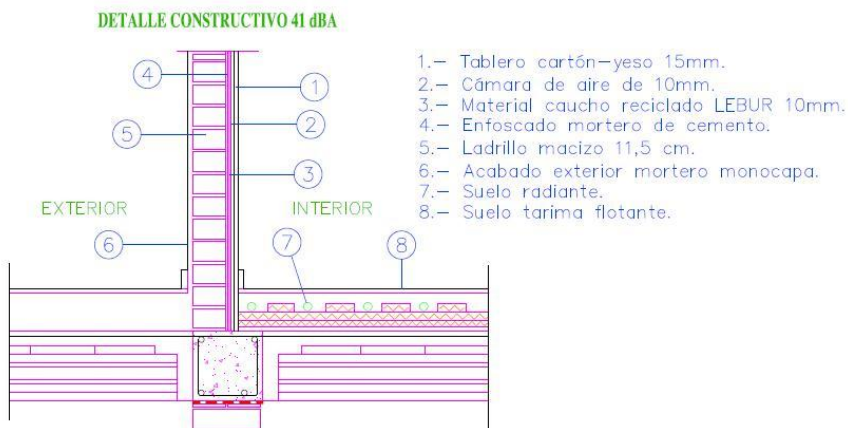 DETALLE CONSTRUCTIVO 41 dBA
1.– Tablero cartón–yeso 15mm.
2.– Cámara de aire de 10mm.
3.– Material caucho reciclado LEBUR 10mm.
4.– Enfoscado mortero de cemento.
5.– Ladrillo macizo 11,5 cm.
6.– Acabado exterior mortero monocapa.
7.– Suelo radiante.
8.– Suelo tarima flotante.
4
1
2
5
3
EXTERIOR
INTERIOR
6
7
8